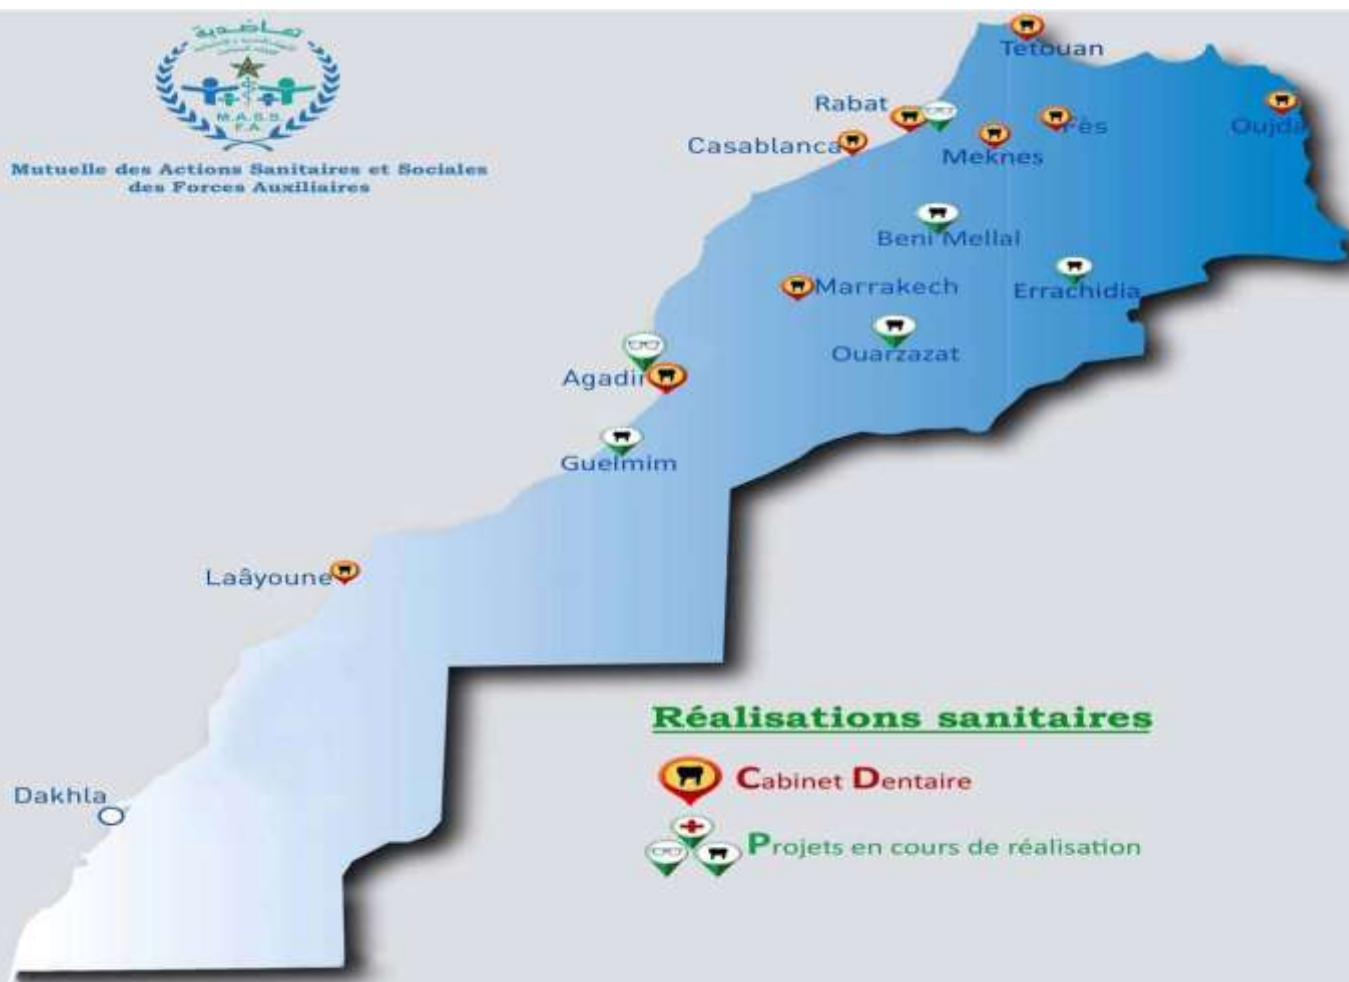 تعاضدية
M.A.S.S.
F.A.
Mutuelle des Actions Sanitaires et Sociales
des Forces Auxiliaires
Tetouan
Rabat
Casablanca
Meknes
Fès
Oujda
Beni Mellal
Marrakech
Errachidia
Ouarzazat
Agadir
Guelmim
Laâyoune
Dakhla
Réalisations sanitaires
Cabinet Dentaire
Projets en cours de réalisation